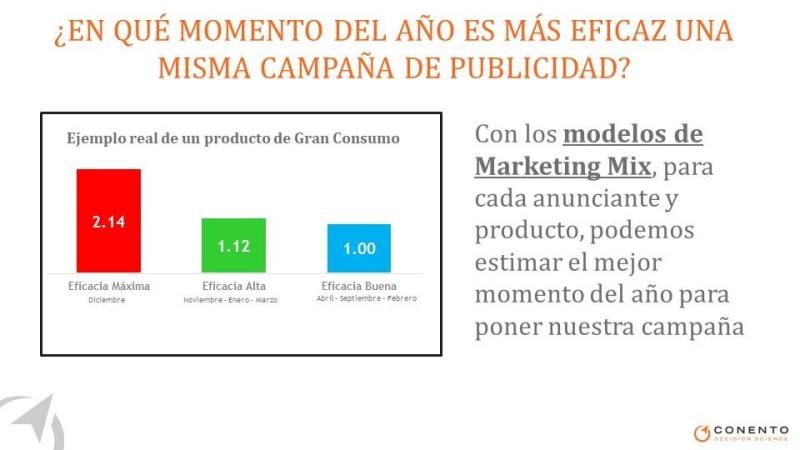 ¿EN QUÉ MOMENTO DEL AÑO ES MÁS EFICAZ UNA
MISMA CAMPAÑA DE PUBLICIDAD?
Ejemplo real de un producto de Gran Consumo
2.14
1.12
1.00
Eficacia Máxima
Diciembre
Eficacia Alta
Noviembre - Enero - Marzo
Eficacia Buena
Abril - Septiembre - Febrero
Con los modelos de
Marketing Mix, para
cada anunciante y
producto, podemos
estimar el mejor
momento del año para
poner nuestra campaña
CONENTO
DECISION SCIENCE